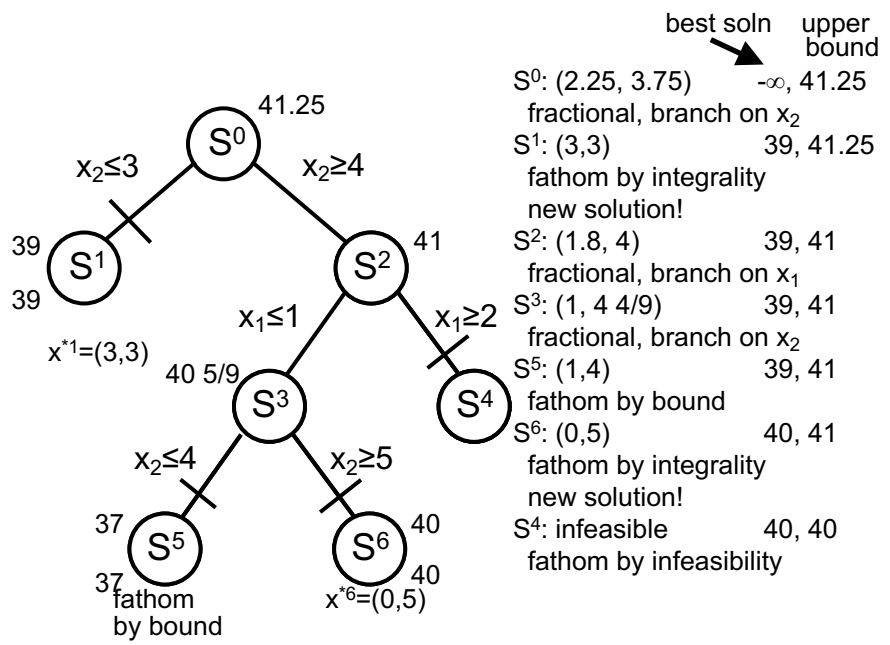 best soln upper
bound
S⁰: (2.25, 3.75) -∞, 41.25
fractional, branch on x₂
S¹: (3,3) 39, 41.25
fathom by integrality
new solution!
S²: (1.8, 4) 39, 41
fractional, branch on x₁
S³: (1, 4 4/9) 39, 41
fractional, branch on x₂
S⁵: (1,4) 39, 41
fathom by bound
S⁶: (0,5) 40, 41
fathom by integrality
new solution!
S⁴: infeasible 40, 40
fathom by infeasibility
41.25
S⁰
x₂≤3 x₂≥4
39 41
S¹ S²
39
x₁≤1 x₁≥2
x*¹=(3,3)
40 5/9
S³ S⁴
x₂≤4 x₂≥5
37 40
S⁵ S⁶
37 40
fathom x*⁶=(0,5)
by bound